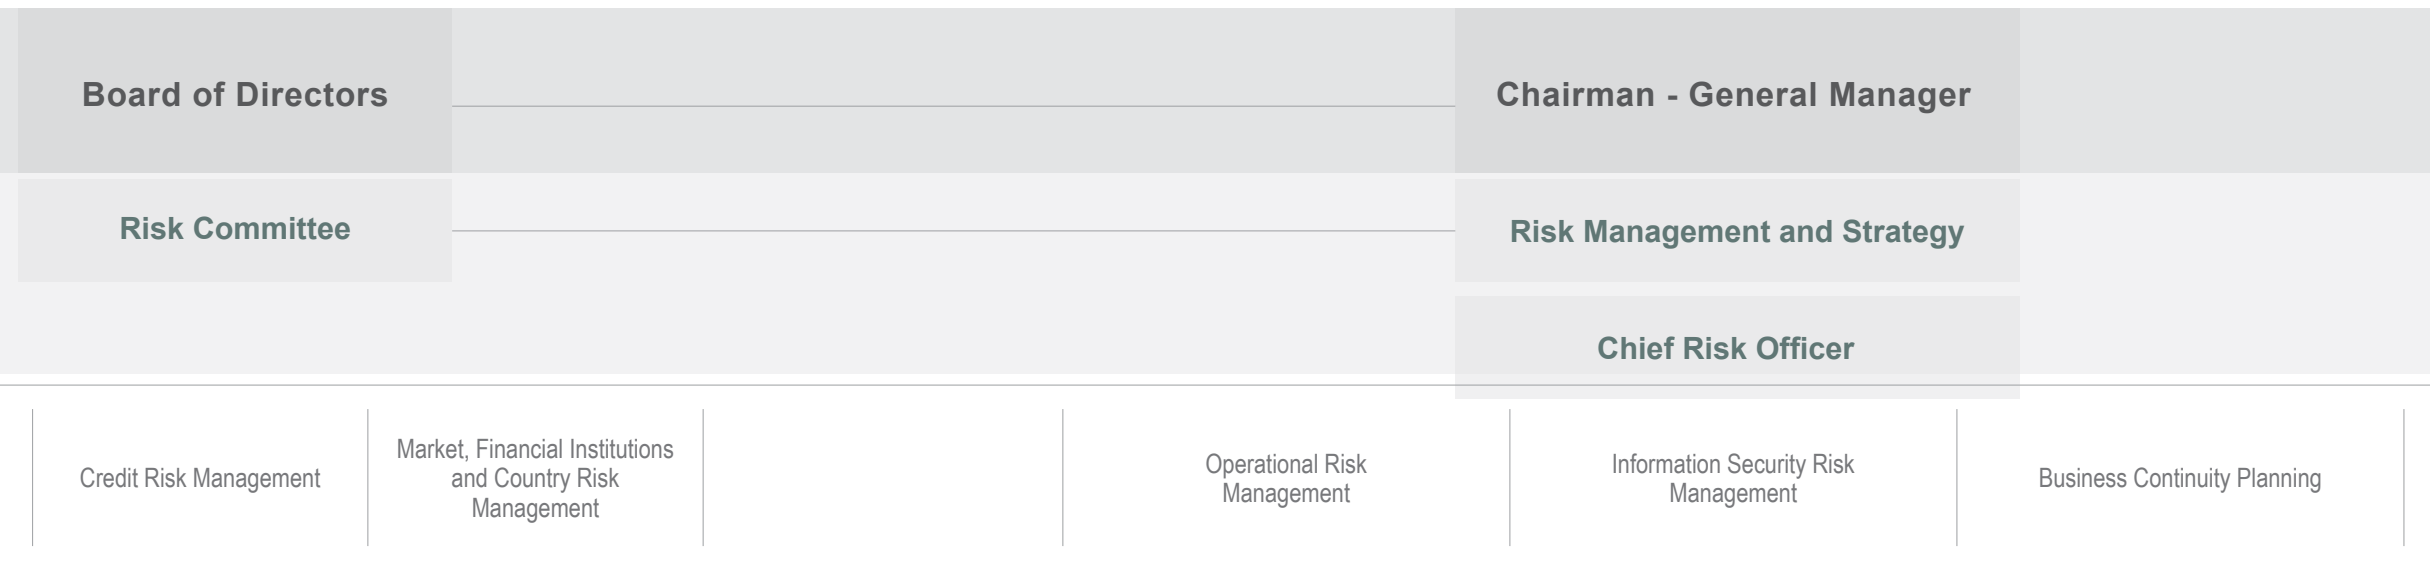 Board of Directors
Chairman - General Manager
Risk Committee
Risk Management and Strategy
Chief Risk Officer
Credit Risk Management
Market, Financial Institutions
and Country Risk
Management
Operational Risk
Management
Information Security Risk
Management
Business Continuity Planning